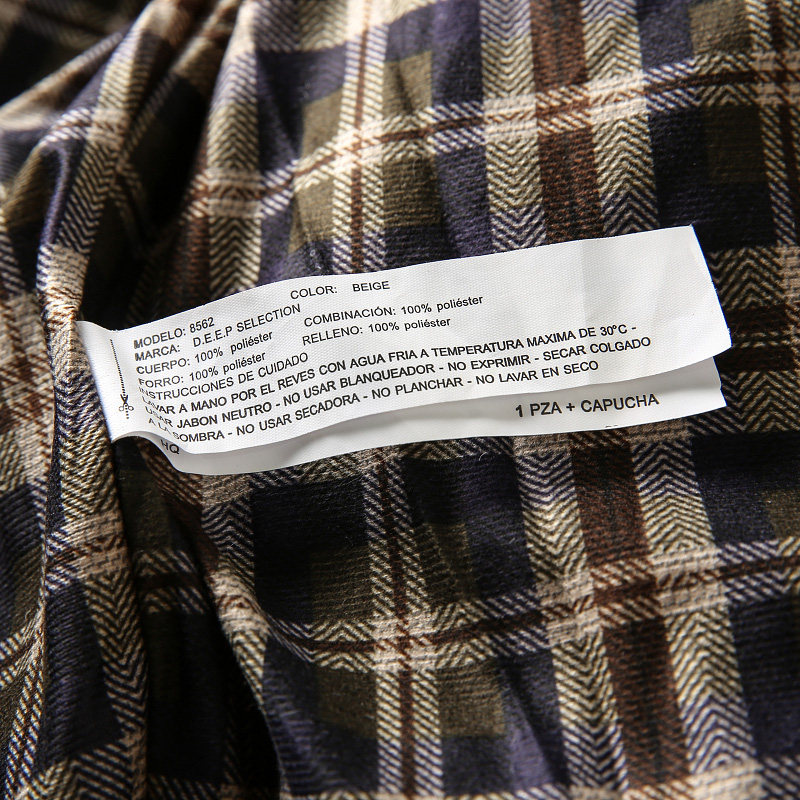 MODELO: 8562 COLOR: BEIGE
MARCA: D.E.E.P SELECTION
CUERPO: 100% poliéster COMBINACIÓN: 100% poliéster
FORRO: 100% poliéster RELLENO: 100% poliéster
INSTRUCCIONES DE CUIDADO
LAVAR A MANO POR EL REVES CON AGUA FRIA A TEMPERATURA MAXIMA DE 30°C -
USAR JABON NEUTRO - NO USAR BLANQUEADOR - NO EXPRIMIR - SECAR COLGADO
A LA SOMBRA - NO USAR SECADORA - NO PLANCHAR - NO LAVAR EN SECO
1 PZA + CAPUCHA